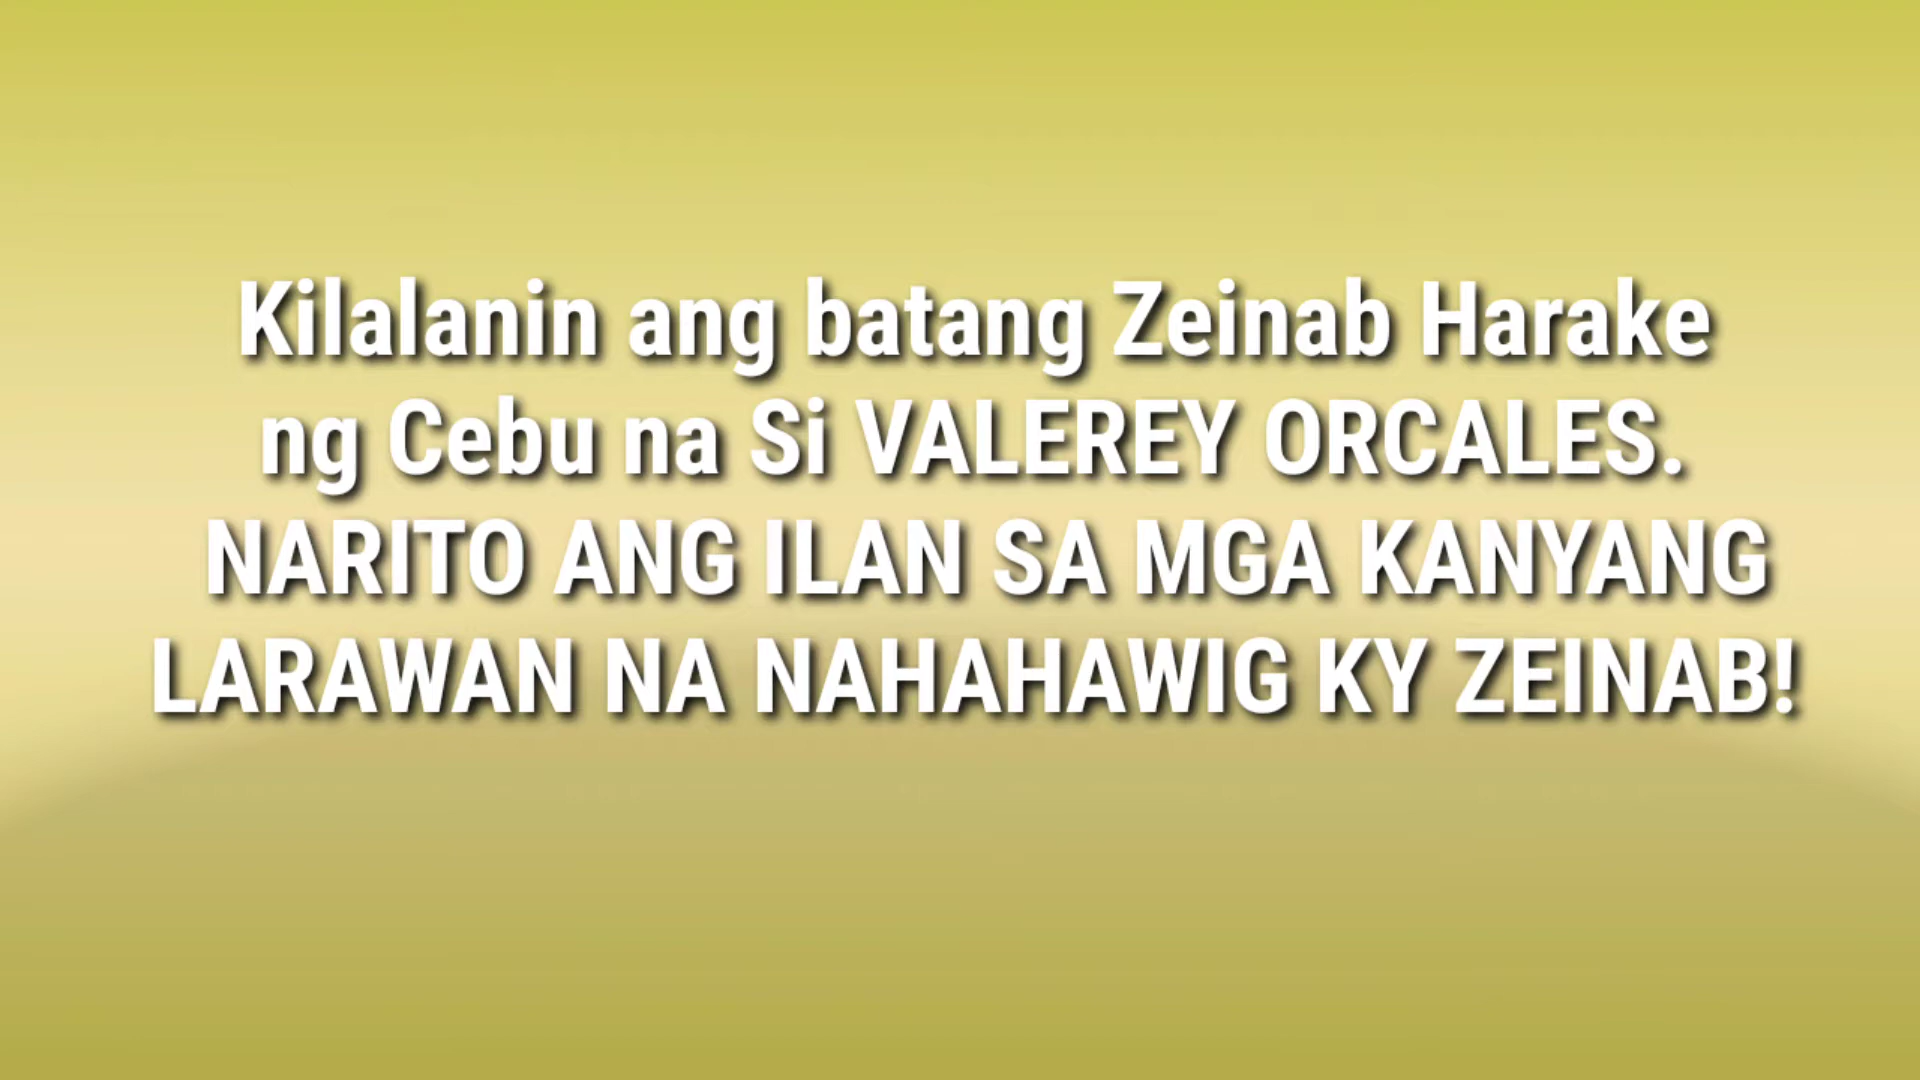 Kilalanin ang batang Zeinab Harake
ng Cebu na Si VALEREY ORCALES.
NARITO ANG ILAN SA MGA KANYANG
LARAWAN NA NAHAHAWIG KY ZEINAB!